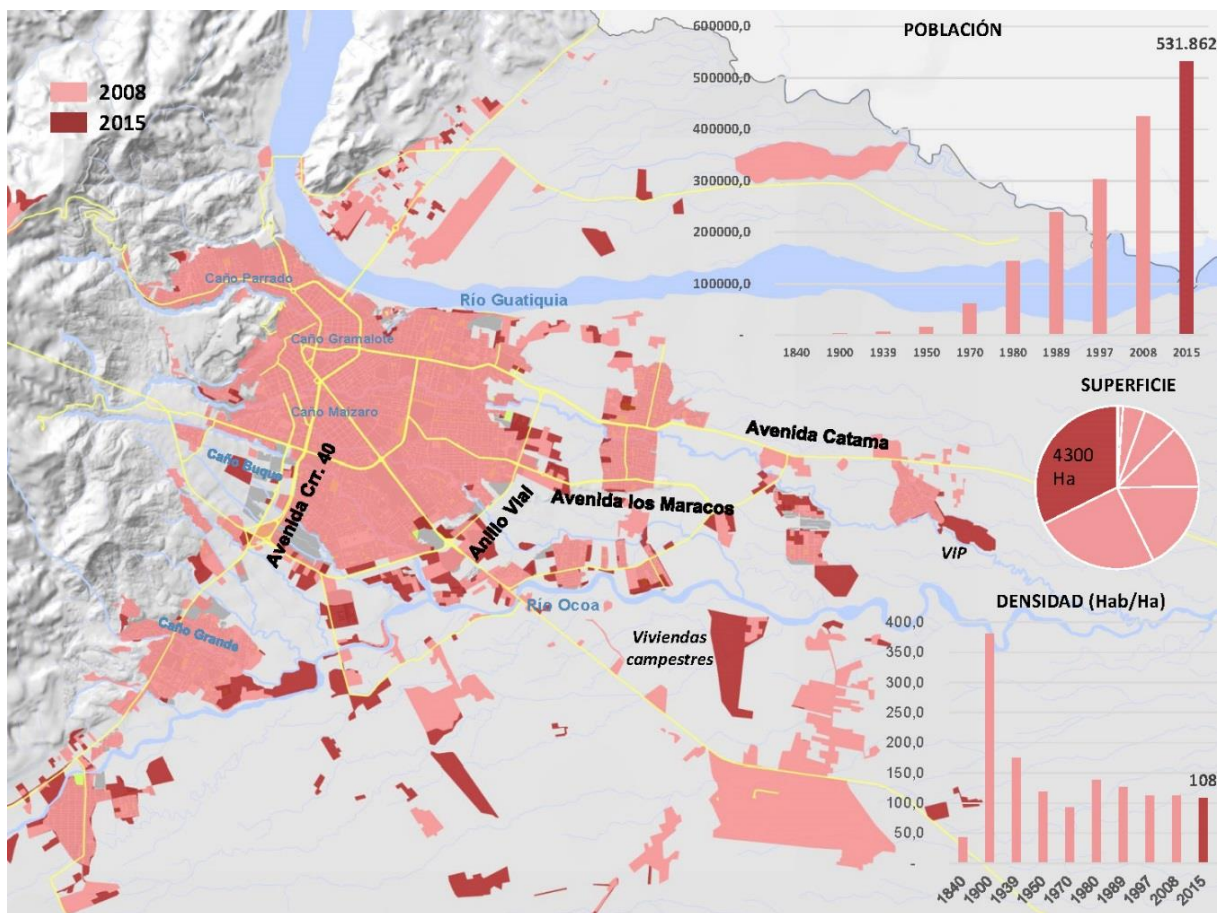 2008
2015
POBLACIÓN
600000,0
500000,0
400000,0
300000,0
200000,0
100000,0
-
531.862
1840 1900 1939 1950 1970 1980 1989 1997 2008 2015
Caño Parrado
Río Guatiquia
Caño Gramalote
Caño Maizaro
Caño Buque
Avenida Crr. 40
Anillo Vial
Avenida Catama
Avenida los Maracos
VIP
Río Ocoa
Caño Grande
Viviendas
campestres
SUPERFICIE
4300
Ha
DENSIDAD (Hab/Ha)
400,0
350,0
300,0
250,0
200,0
150,0
100,0
50,0
-
108
1840 1900 1939 1950 1970 1980 1989 1997 2008 2015